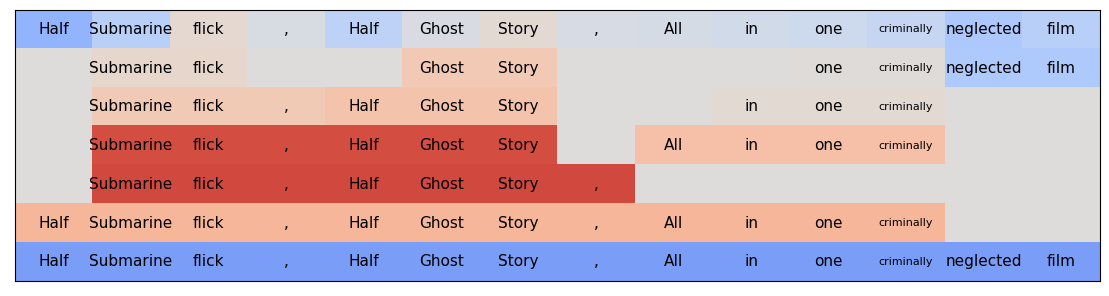 Half Submarine flick , Half Ghost Story , All in one criminally neglected film
Submarine flick Ghost Story one criminally neglected film
Submarine flick , Half Ghost Story in one criminally
Submarine flick , Half Ghost Story All in one criminally
Submarine flick , Half Ghost Story ,
Half Submarine flick , Half Ghost Story , All in one criminally
Half Submarine flick , Half Ghost Story , All in one criminally neglected film